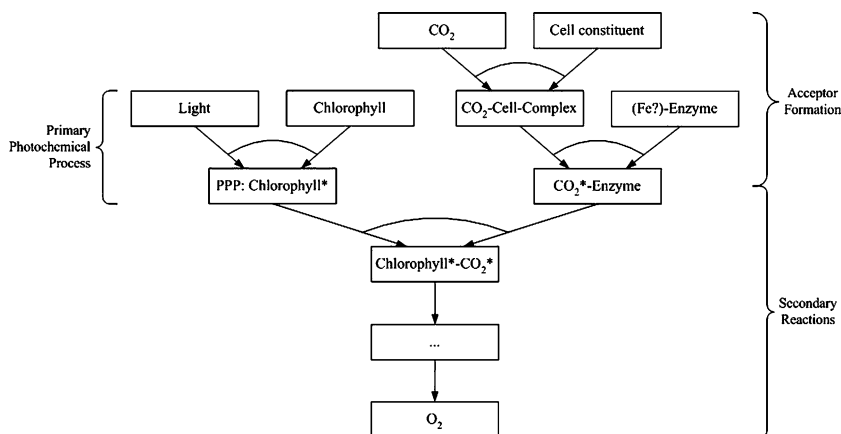 CO2
Cell constituent
Light
Chlorophyll
CO2-Cell-Complex
(Fe?)-Enzyme
Acceptor
Formation
Primary
Photochemical
Process
PPP: Chlorophyll*
CO2*-Enzyme
Chlorophyll*-CO2*
Secondary
Reactions
...
O2